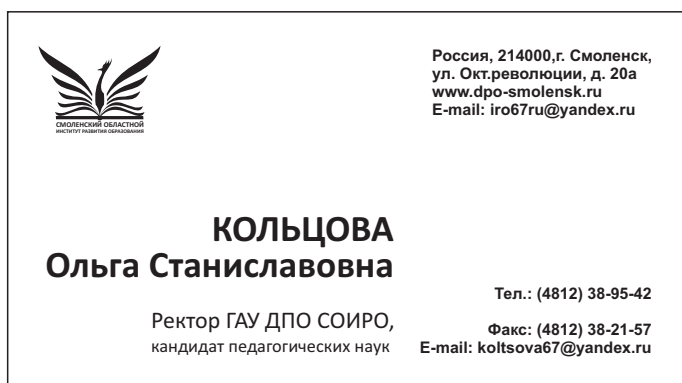 СМОЛЕНСКИЙ ОБЛАСТНОЙ
ИНСТИТУТ РАЗВИТИЯ ОБРАЗОВАНИЯ
Россия, 214000,г. Смоленск,
ул. Окт.революции, д. 20а
www.dpo-smolensk.ru
E-mail: iro67ru@yandex.ru
КОЛЬЦОВА
Ольга Станиславовна
Ректор ГАУ ДПО СОИРО,
кандидат педагогических наук
Тел.: (4812) 38-95-42
Факс: (4812) 38-21-57
E-mail: koltsova67@yandex.ru